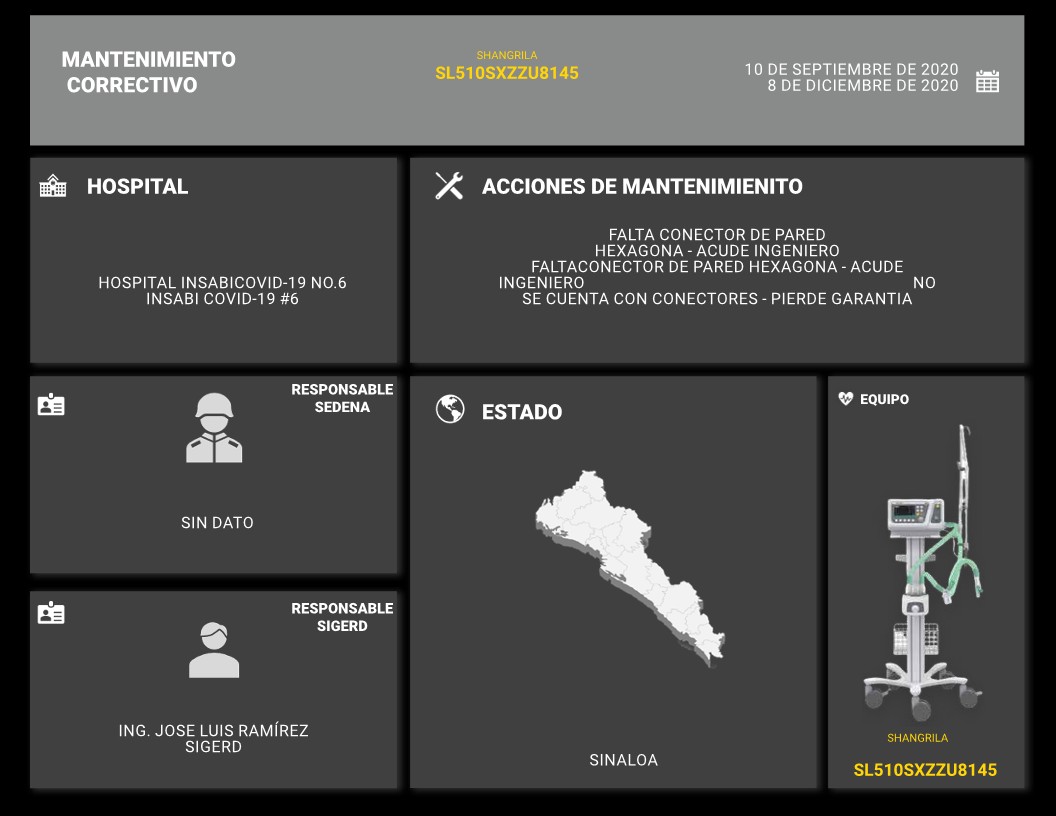 MANTENIMIENTO
CORRECTIVO
SHANGRILA
SL510SXZZU8145
10 DE SEPTIEMBRE DE 2020
8 DE DICIEMBRE DE 2020
HOSPITAL
HOSPITAL INSABICOVID-19 NO.6
INSABI COVID-19 #6
ACCIONES DE MANTENIMIENITO
FALTA CONECTOR DE PARED
HEXAGONA - ACUDE INGENIERO
FALTACONECTOR DE PARED HEXAGONA - ACUDE
INGENIERO NO
SE CUENTA CON CONECTORES - PIERDE GARANTIA
RESPONSABLE
SEDENA
SIN DATO
RESPONSABLE
SIGERD
ING. JOSE LUIS RAMÍREZ
SIGERD
ESTADO
SINALOA
EQUIPO
SHANGRILA
SL510SXZZU8145